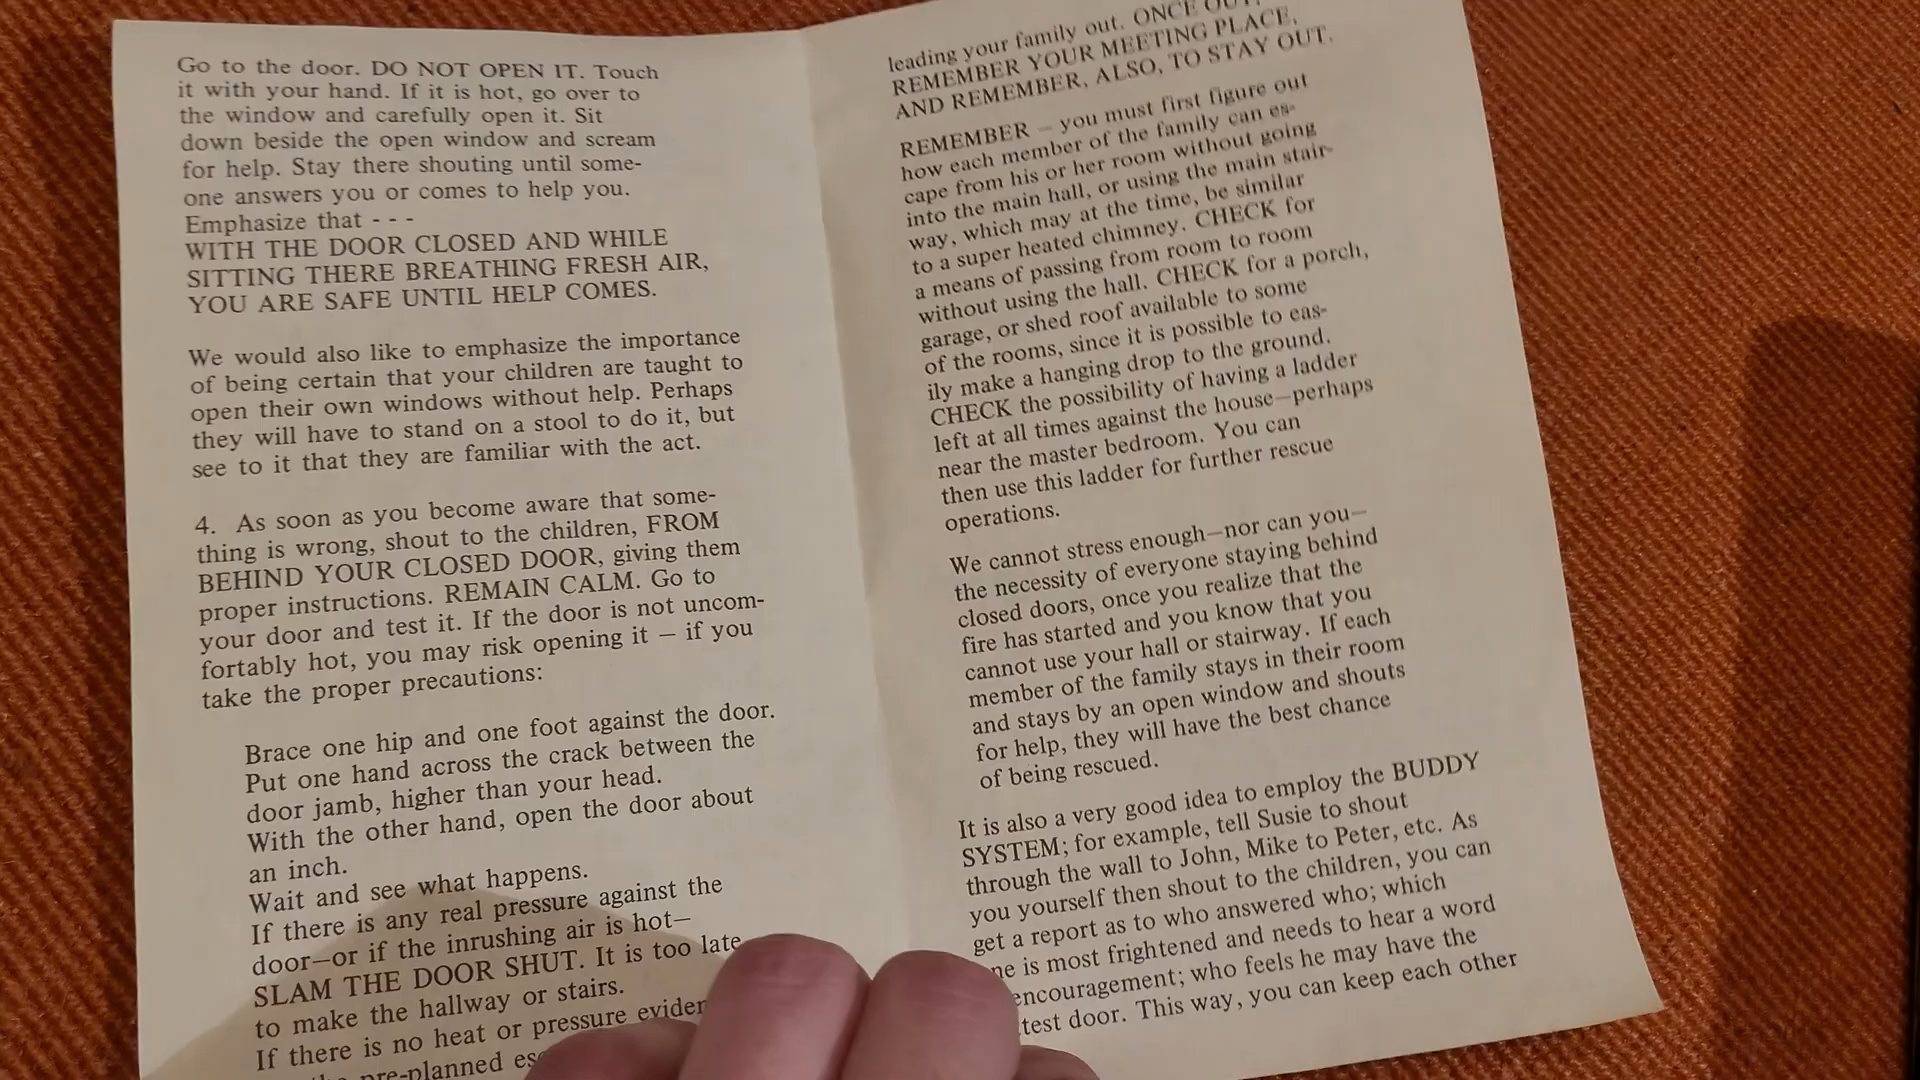 Go to the door. DO NOT OPEN IT. Touch
it with your hand. If it is hot, go over to
the window and carefully open it. Sit
down beside the open window and scream
for help. Stay there shouting until some-
one answers you or comes to help you.
Emphasize that - - -
WITH THE DOOR CLOSED AND WHILE
SITTING THERE BREATHING FRESH AIR,
YOU ARE SAFE UNTIL HELP COMES.
We would also like to emphasize the importance
of being certain that your children are taught to
open their own windows without help. Perhaps
they will have to stand on a stool to do it, but
see to it that they are familiar with the act.
4. As soon as you become aware that some-
thing is wrong, shout to the children, FROM
BEHIND YOUR CLOSED DOOR, giving them
proper instructions. REMAIN CALM. Go to
your door and test it. If the door is not uncom-
fortably hot, you may risk opening it – if you
take the proper precautions:
Brace one hip and one foot against the door.
Put one hand across the crack between the
door jamb, higher than your head.
With the other hand, open the door about
an inch.
Wait and see what happens.
If there is any real pressure against the
door—or if the inrushing air is hot—
SLAM THE DOOR SHUT. It is too late
to make the hallway or stairs.
If there is no heat or pressure
pre-planned
leading your family out. ONCE OUT,
REMEMBER YOUR MEETING PLACE,
AND REMEMBER, ALSO, TO STAY OUT.
REMEMBER – you must first figure out
how each member of the family can es-
cape from his or her room without going
into the main hall, or using the main stair-
way, which may at the time, be similar
to a super heated chimney. CHECK for
a means of passing from room to room
without using the hall. CHECK for a porch,
garage, or shed roof available to some
of the rooms, since it is possible to eas-
ily make a hanging drop to the ground.
CHECK the possibility of having a ladder
left at all times against the house—perhaps
near the master bedroom. You can
then use this ladder for further rescue
operations.
We cannot stress enough—nor can you—
the necessity of everyone staying behind
closed doors, once you realize that the
fire has started and you know that you
cannot use your hall or stairway. If each
member of the family stays in their room
and stays by an open window and shouts
for help, they will have the best chance
of being rescued.
It is also a very good idea to employ the BUDDY
SYSTEM; for example, tell Susie to shout
through the wall to John, Mike to Peter, etc. As
you yourself then shout to the children, you can
get a report as to who answered who; which
is most frightened and needs to hear a word
encouragement; who feels he may have the
test door. This way, you can keep each other